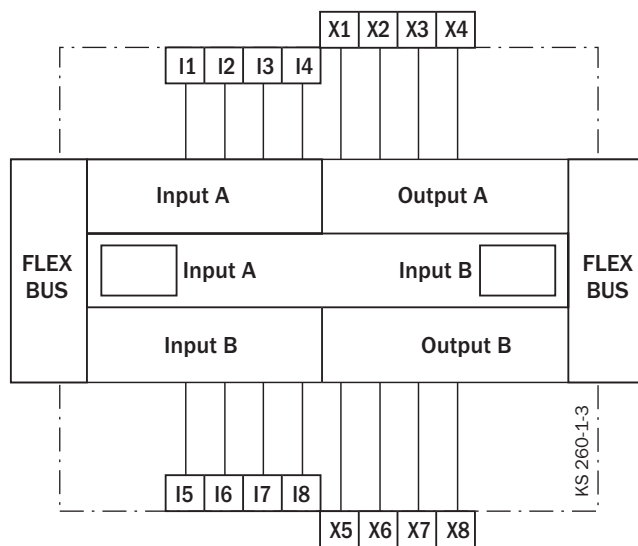 X1 X2 X3 X4
I1 I2 I3 I4
Input A Output A
FLEX
BUS
Input A Input B
FLEX
BUS
Input B Output B
KS 260-1-3
I5 I6 I7 I8
X5 X6 X7 X8